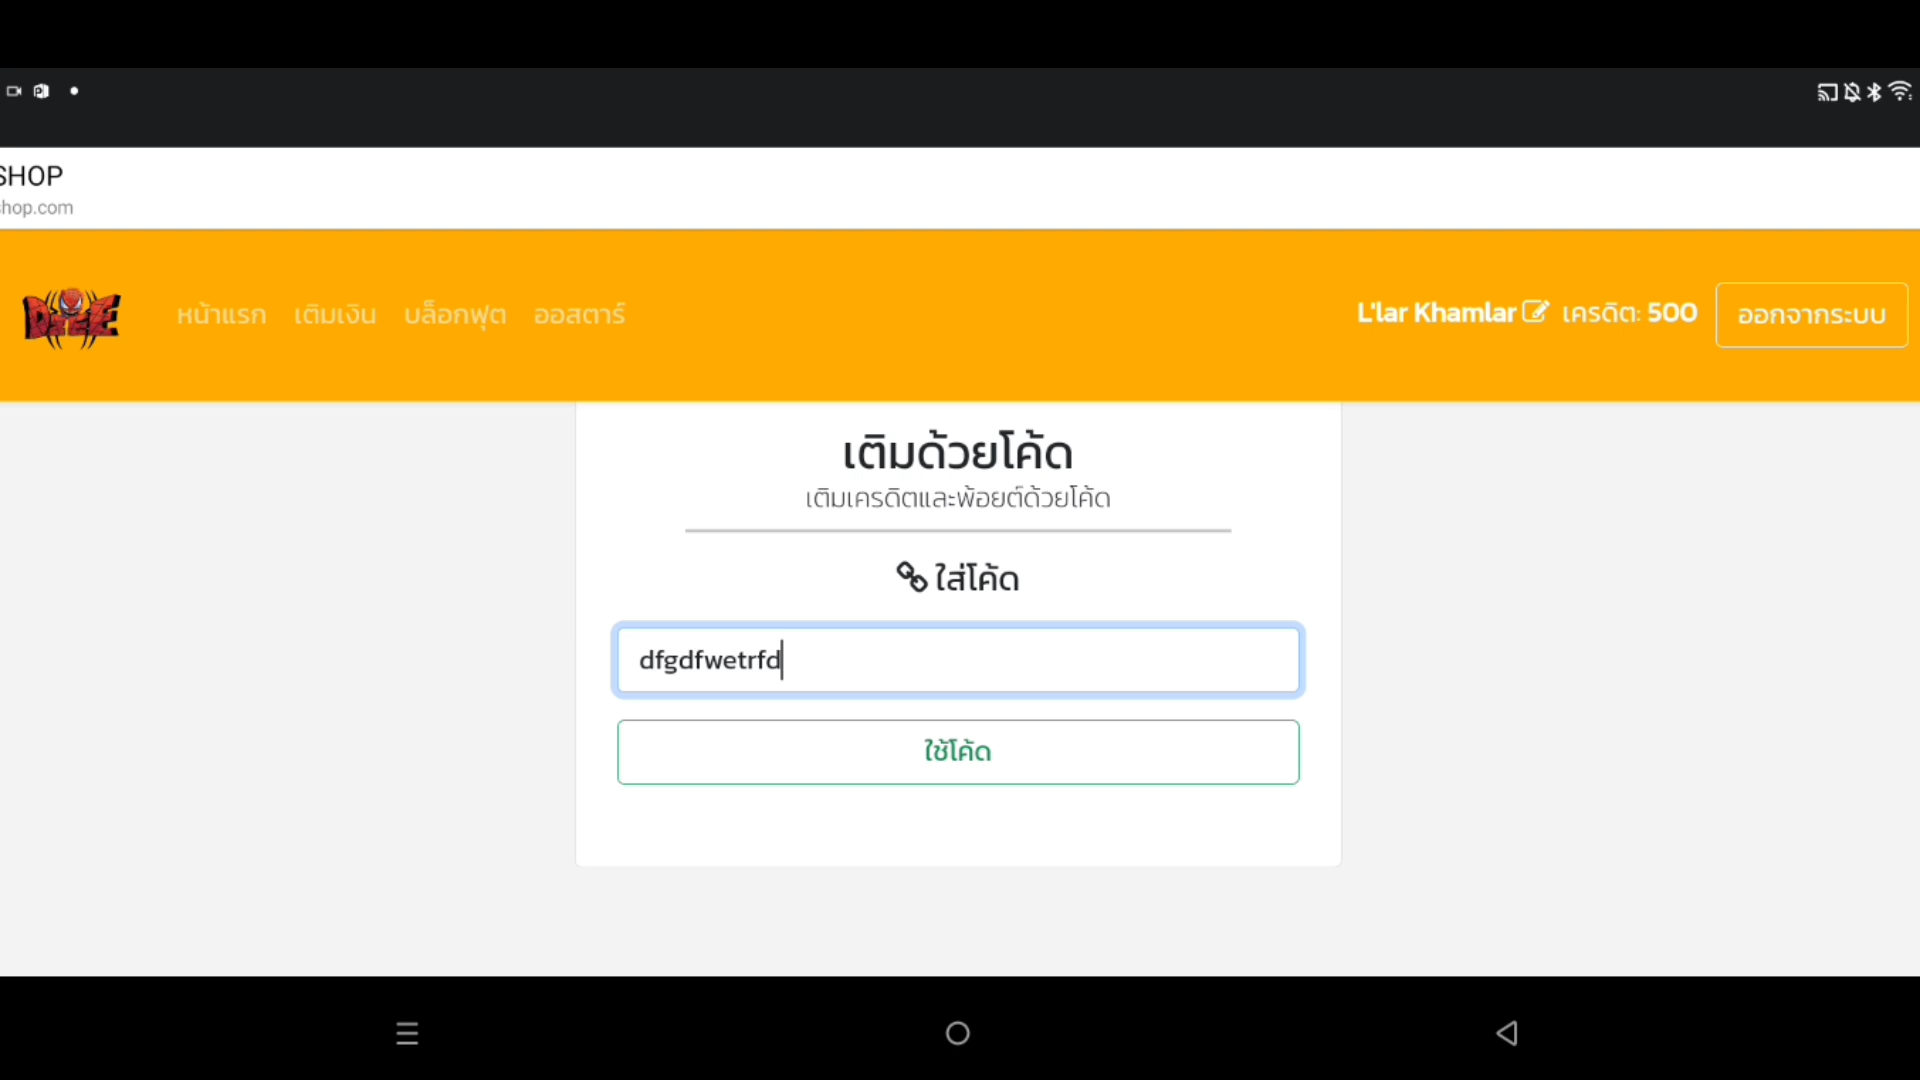 SHOP
shop.com
หน้าแรก เติมเงิน บล็อกฟุต ออสตาร์
L'lar Khamlar เครดิต: 500 ออกจากระบบ
เติมด้วยโค้ด
เติมเครดิตและพ้อยต์ด้วยโค้ด
ใส่โค้ด
dfgdfwetrfd
ใช้โค้ด